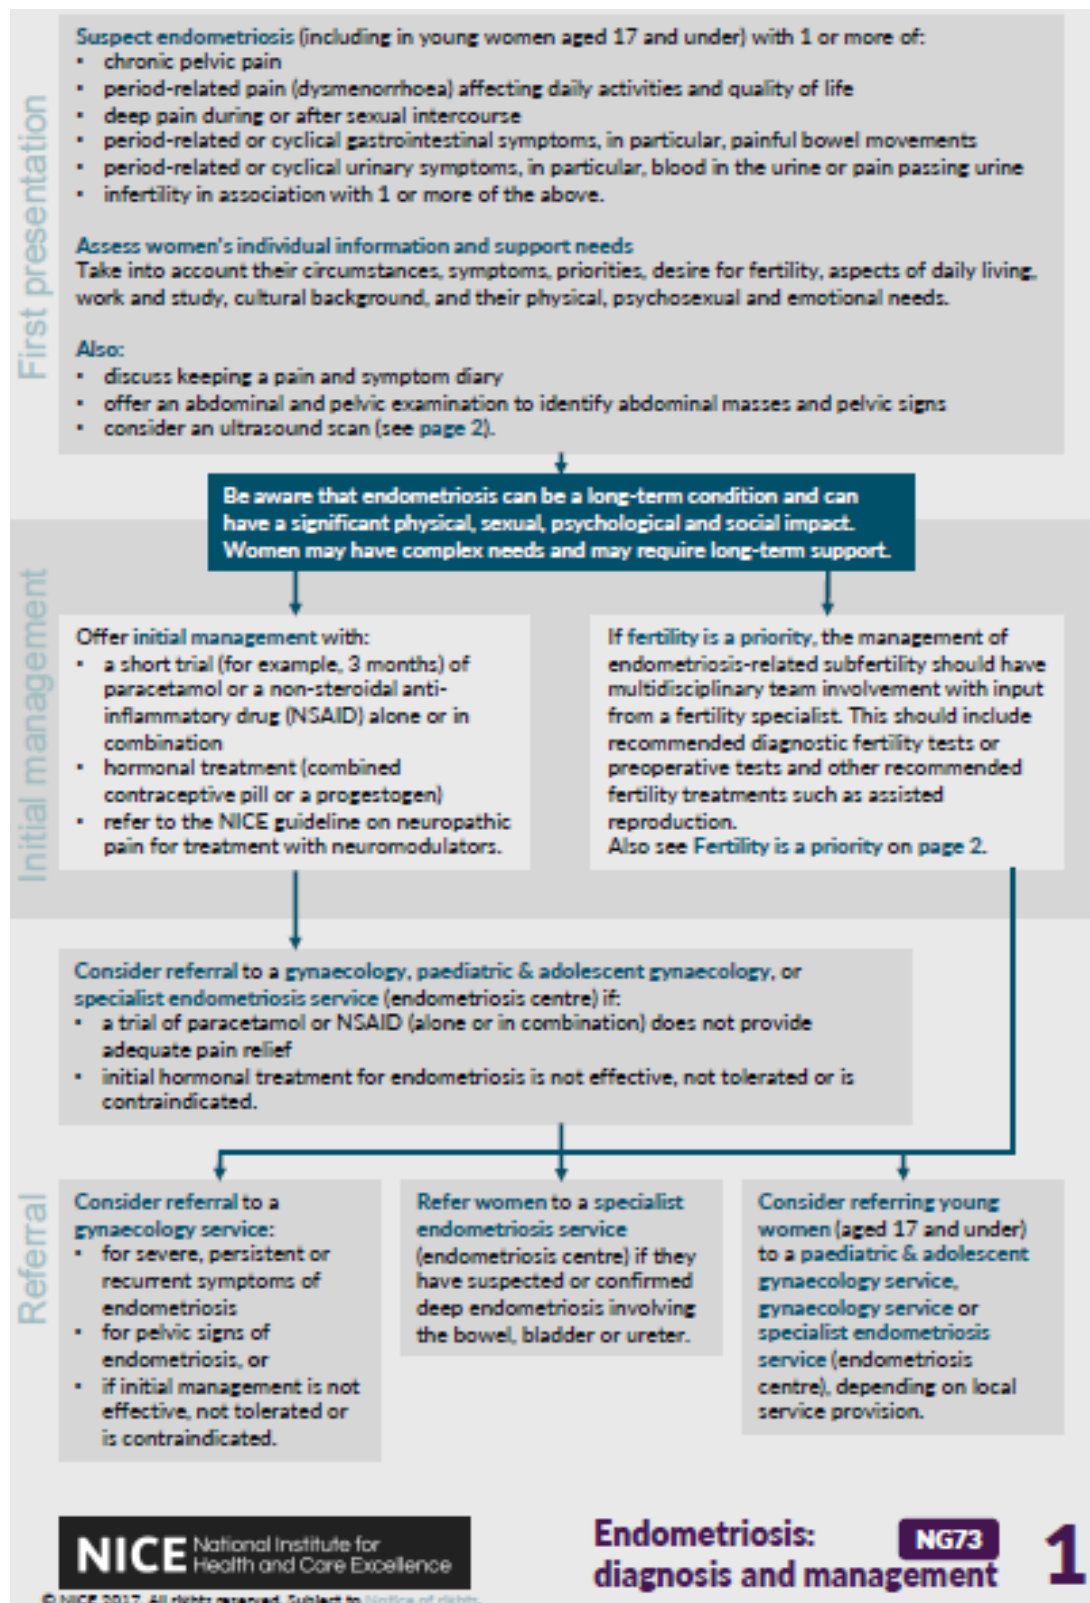 First presentation
Suspect endometriosis (including in young women aged 17 and under) with 1 or more of:
• chronic pelvic pain
• period-related pain (dysmenorrhoea) affecting daily activities and quality of life
• deep pain during or after sexual intercourse
• period-related or cyclical gastrointestinal symptoms, in particular, painful bowel movements
• period-related or cyclical urinary symptoms, in particular, blood in the urine or pain passing urine
• infertility in association with 1 or more of the above.
Assess women's individual information and support needs
Take into account their circumstances, symptoms, priorities, desire for fertility, aspects of daily living,
work and study, cultural background, and their physical, psychosexual and emotional needs.
Also:
• discuss keeping a pain and symptom diary
• offer an abdominal and pelvic examination to identify abdominal masses and pelvic signs
• consider an ultrasound scan (see page 2).
Be aware that endometriosis can be a long-term condition and can
have a significant physical, sexual, psychological and social impact.
Women may have complex needs and may require long-term support.
Initial management
Offer initial management with:
• a short trial (for example, 3 months) of
paracetamol or a non-steroidal anti-
inflammatory drug (NSAID) alone or in
combination
• hormonal treatment (combined
contraceptive pill or a progestogen)
• refer to the NICE guideline on neuropathic
pain for treatment with neuromodulators.
If fertility is a priority, the management of
endometriosis-related subfertility should have
multidisciplinary team involvement with input
from a fertility specialist. This should include
recommended diagnostic fertility tests or
preoperative tests and other recommended
fertility treatments such as assisted
reproduction.
Also see Fertility is a priority on page 2.
Referral
Consider referral to a gynaecology, paediatric & adolescent gynaecology, or
specialist endometriosis service (endometriosis centre) if:
• a trial of paracetamol or NSAID (alone or in combination) does not provide
adequate pain relief
• initial hormonal treatment for endometriosis is not effective, not tolerated or is
contraindicated.
Consider referral to a
gynaecology service:
• for severe, persistent or
recurrent symptoms of
endometriosis
• for pelvic signs of
endometriosis, or
• if initial management is not
effective, not tolerated or
is contraindicated.
Refer women to a specialist
endometriosis service
(endometriosis centre) if they
have suspected or confirmed
deep endometriosis involving
the bowel, bladder or ureter.
Consider referring young
women (aged 17 and under)
to a paediatric & adolescent
gynaecology service,
gynaecology service or
specialist endometriosis
service (endometriosis
centre), depending on local
service provision.
NICE National Institute for
Health and Care Excellence
© NICE 2017. All rights reserved. Subject to Notice of rights.
Endometriosis: NG73
diagnosis and management
1